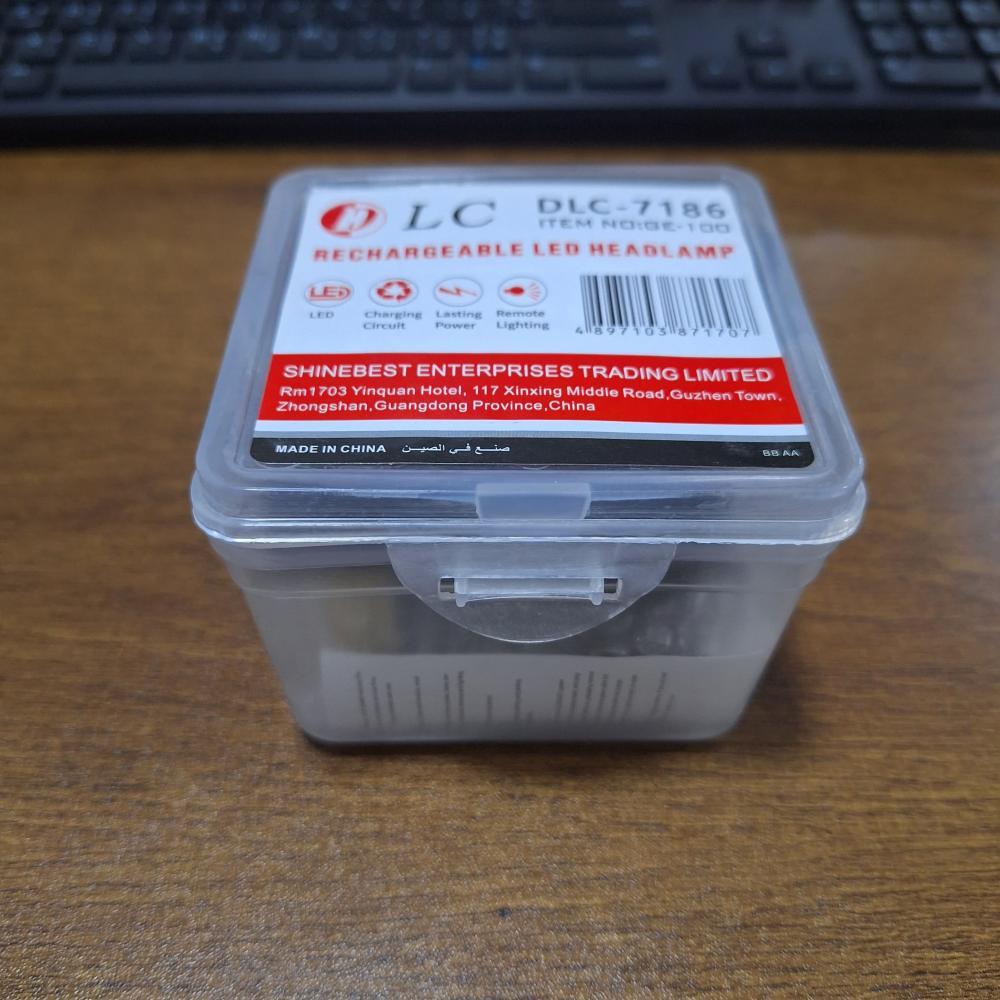 LC
DLC-7186
ITEM NO:GE-100
RECHARGEABLE LED HEADLAMP
LED
LED
Charging Circuit
Lasting Power
Remote Lighting
4 897103 871707
SHINEBEST ENTERPRISES TRADING LIMITED
Rm1703 Yinquan Hotel, 117 Xinxing Middle Road,Guzhen Town,
Zhongshan,Guangdong Province,China
MADE IN CHINA صنع في الصين
BB AA